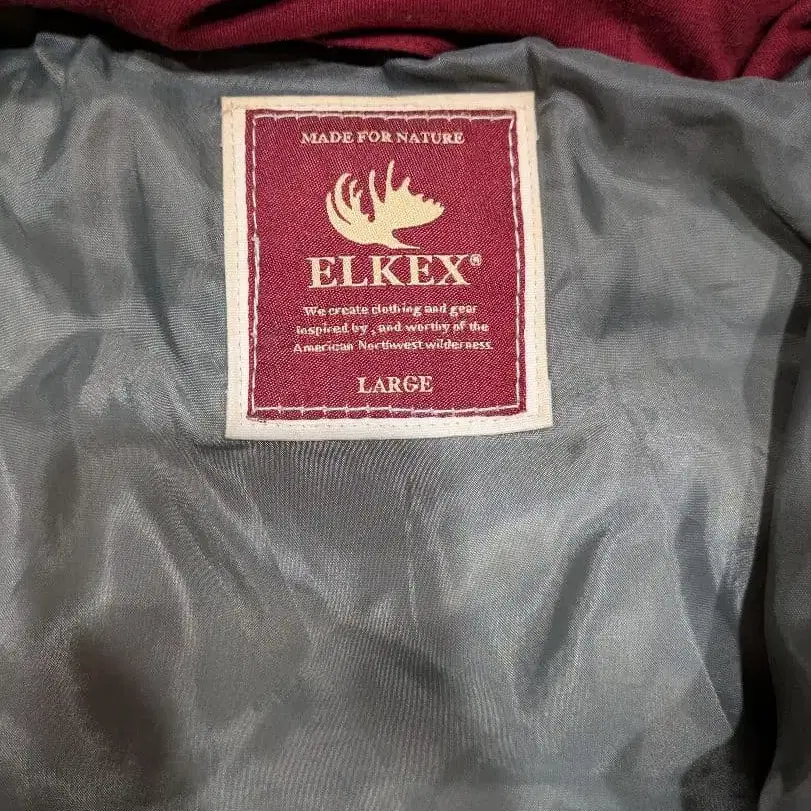 MADE FOR NATURE
ELKEX®
We create clothing and gear
inspired by , and worthy of the
American Northwest wilderness.
LARGE